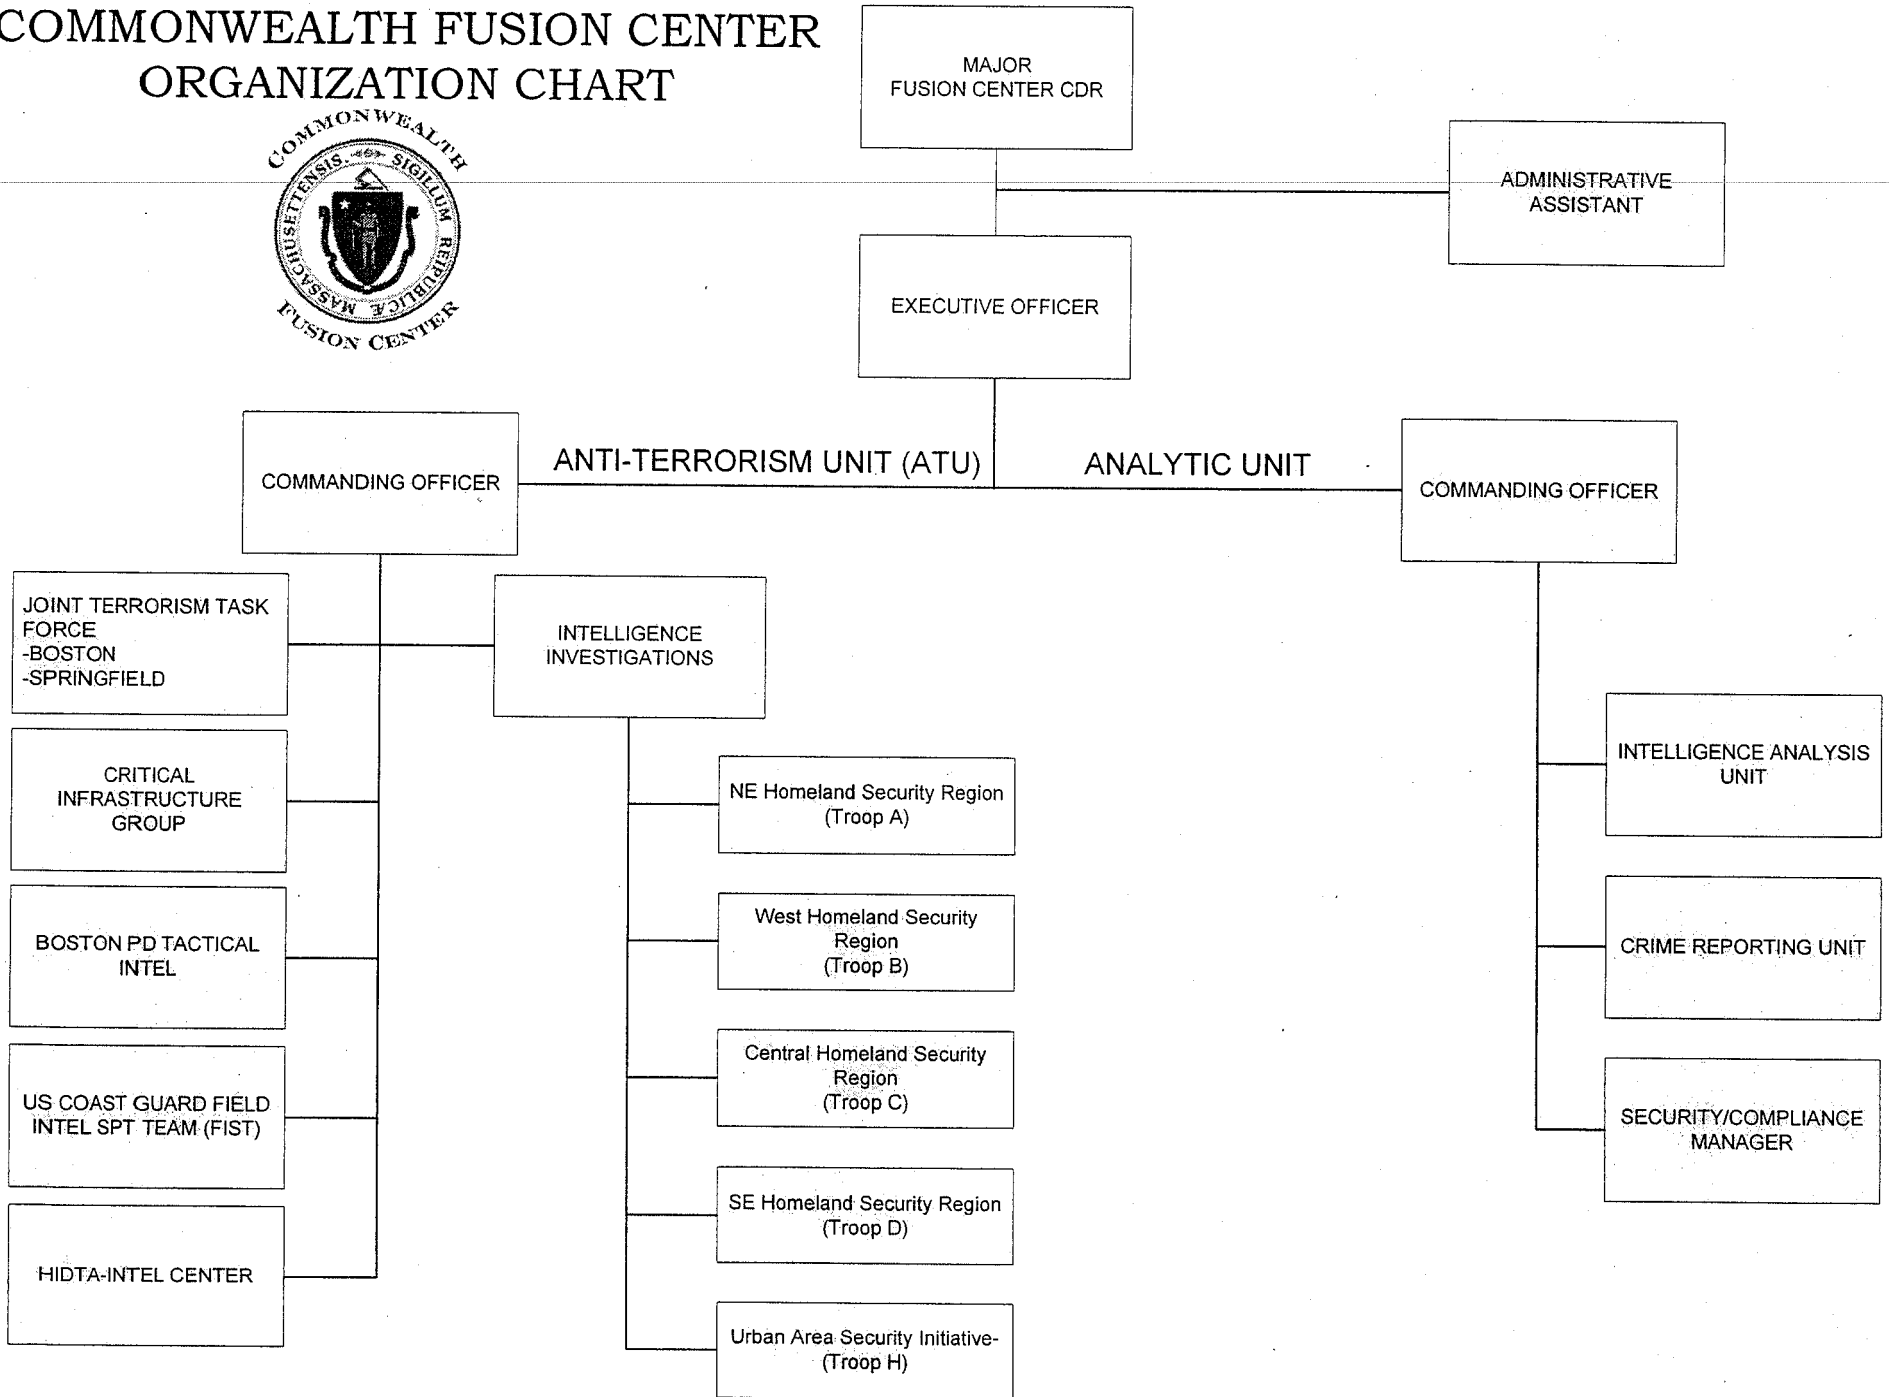 COMMONWEALTH FUSION CENTER
ORGANIZATION CHART
COMMONWEALTH
SIGILLUM REIPUBLICÆ MASSACHUSETTENSIS
FUSION CENTER
MAJOR
FUSION CENTER CDR
ADMINISTRATIVE
ASSISTANT
EXECUTIVE OFFICER
COMMANDING OFFICER
ANTI-TERRORISM UNIT (ATU)
ANALYTIC UNIT
COMMANDING OFFICER
JOINT TERRORISM TASK
FORCE
-BOSTON
-SPRINGFIELD
CRITICAL
INFRASTRUCTURE
GROUP
BOSTON PD TACTICAL
INTEL
US COAST GUARD FIELD
INTEL SPT TEAM (FIST)
HIDTA-INTEL CENTER
INTELLIGENCE
INVESTIGATIONS
NE Homeland Security Region
(Troop A)
West Homeland Security
Region
(Troop B)
Central Homeland Security
Region
(Troop C)
SE Homeland Security Region
(Troop D)
Urban Area Security Initiative-
(Troop H)
INTELLIGENCE ANALYSIS
UNIT
CRIME REPORTING UNIT
SECURITY/COMPLIANCE
MANAGER